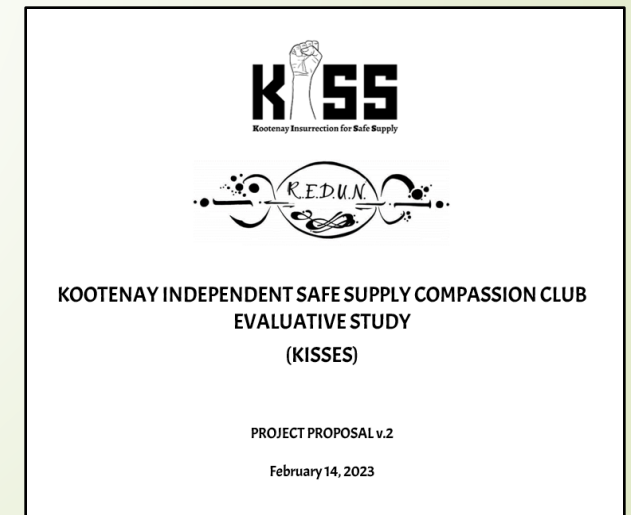 KISS
Kootenay Insurrection for Safe Supply
R.E.D.U.N.
KOOTENAY INDEPENDENT SAFE SUPPLY COMPASSION CLUB
EVALUATIVE STUDY
(KISSES)
PROJECT PROPOSAL v.2
February 14, 2023